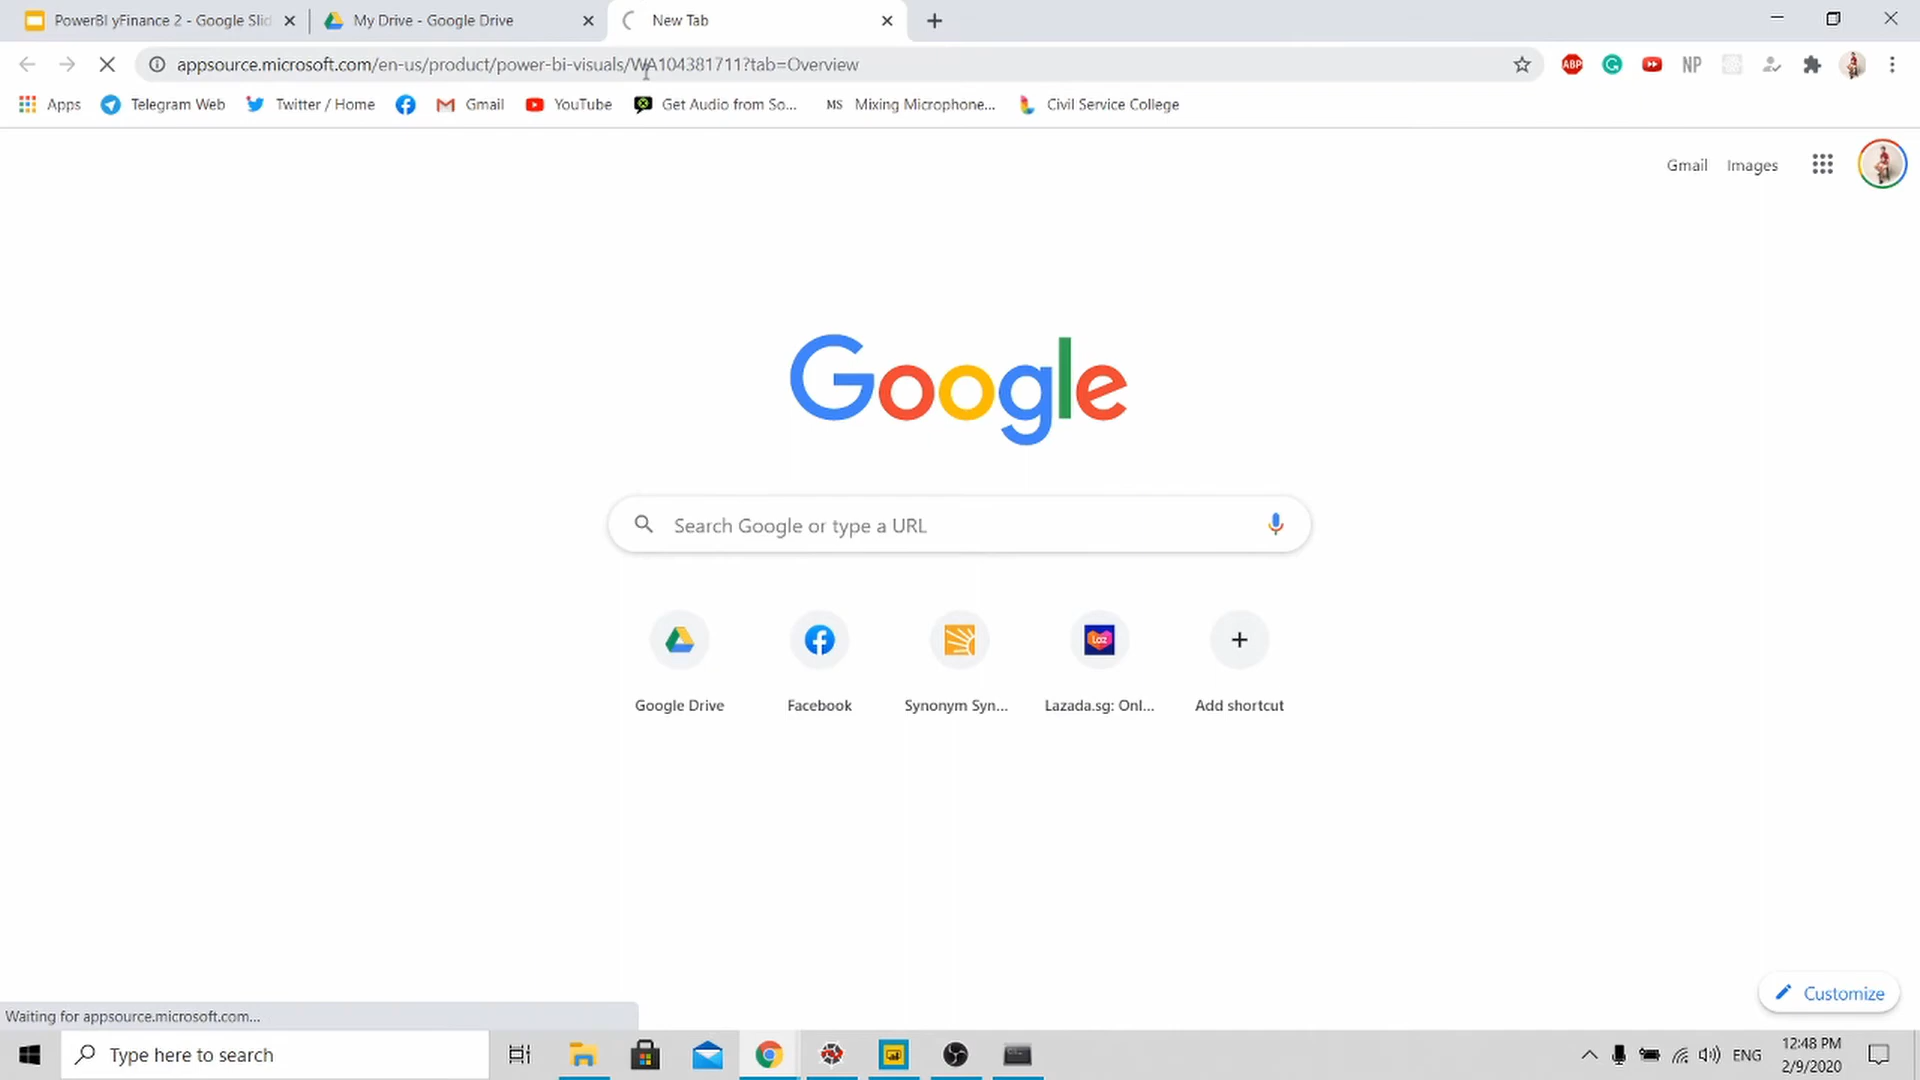 PowerBI yFinance 2 - Google Slid
My Drive - Google Drive
New Tab
appsource.microsoft.com/en-us/product/power-bi-visuals/WA104381711?tab=Overview
ABP
NP
Apps
Telegram Web
Twitter / Home
Gmail
YouTube
Get Audio from So...
MS
Mixing Microphone...
Civil Service College
Gmail
Images
Google
Search Google or type a URL
Laz
Google Drive
Facebook
Synonym Syn...
Lazada.sg: Onl...
Add shortcut
Customize
Waiting for appsource.microsoft.com...
Type here to search
ENG
12:48 PM
2/9/2020